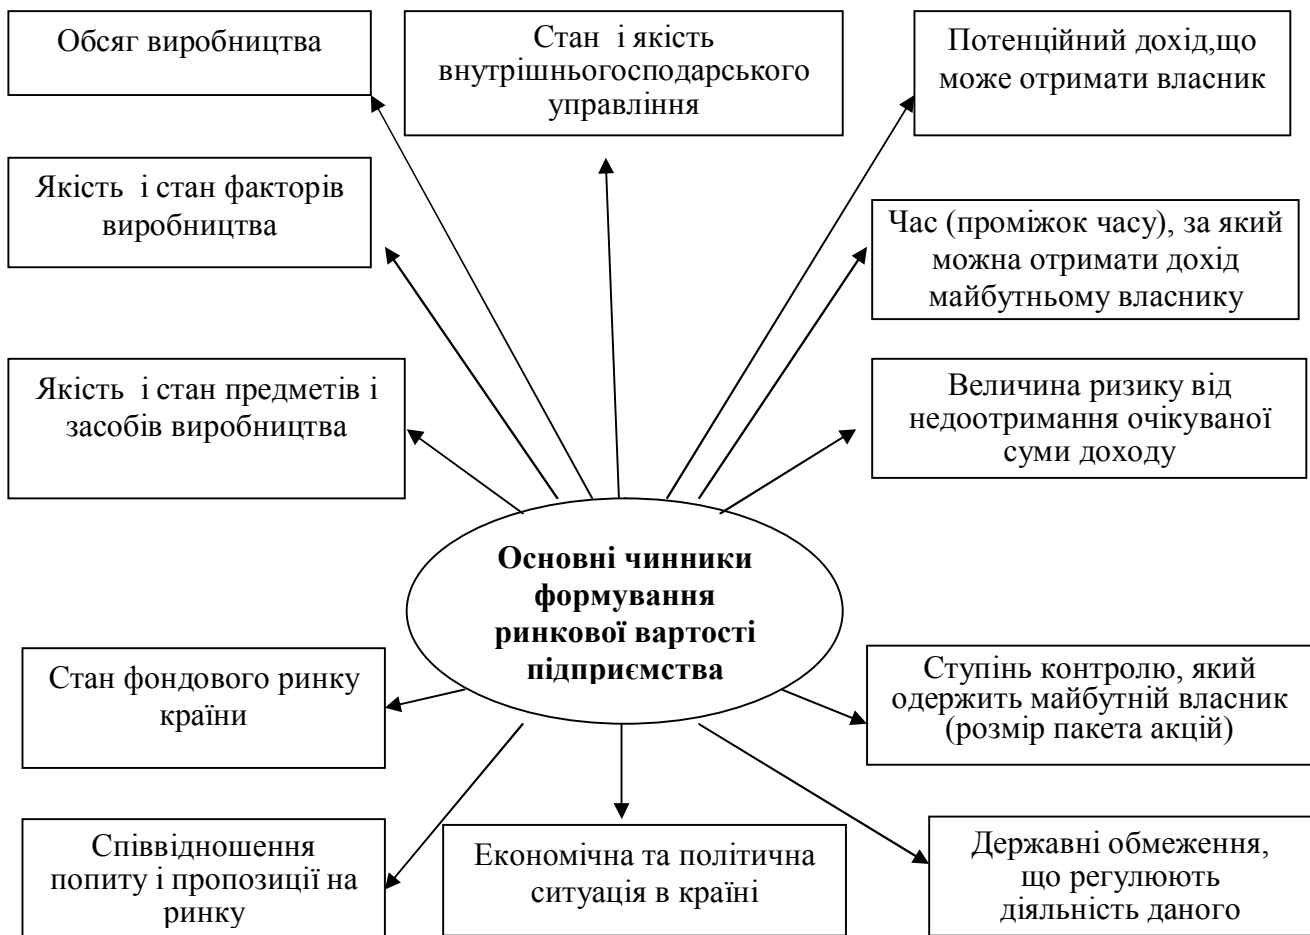 Обсяг виробництва
Стан і якість
внутрішньогосподарського
управління
Потенційний дохід,що
може отримати власник
Якість і стан факторів
виробництва
Час (проміжок часу), за який
можна отримати дохід
майбутньому власнику
Якість і стан предметів і
засобів виробництва
Величина ризику від
недоотримання очікуваної
суми доходу
Основні чинники
формування
ринкової вартості
підприємства
Стан фондового ринку
країни
Ступінь контролю, який
одержить майбутній власник
(розмір пакета акцій)
Співвідношення
попиту і пропозиції на
ринку
Економічна та політична
ситуація в країні
Державні обмеження,
що регулюють
діяльність даного